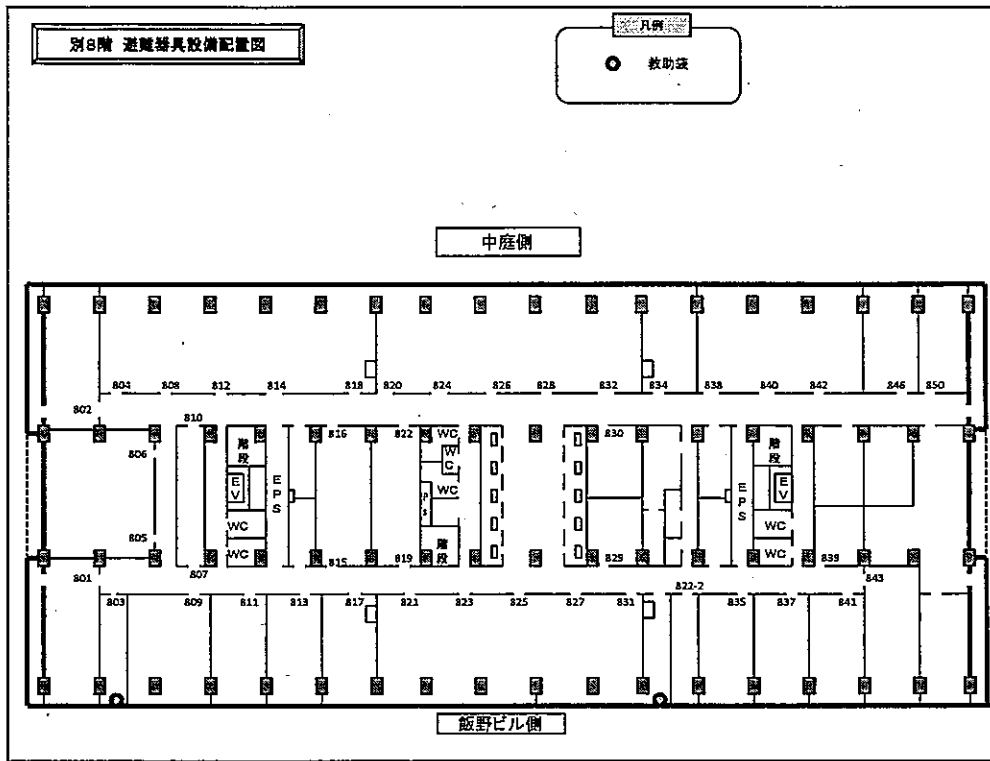 別8階 避難器具設備配置図
凡例
救助袋
中庭側
804 808 812 814 818 820 824 826 828 832 834 838 840 842 846 850
802
810
816 822 WC 830
階段 階段
806
WC
EV EPS WC EPS EV
PS
WC WC
805 階段
WC WC
815 819 829 839
801 807 843
822-2
803 809 811 813 817 821 823 825 827 831 835 837 841
飯野ビル側